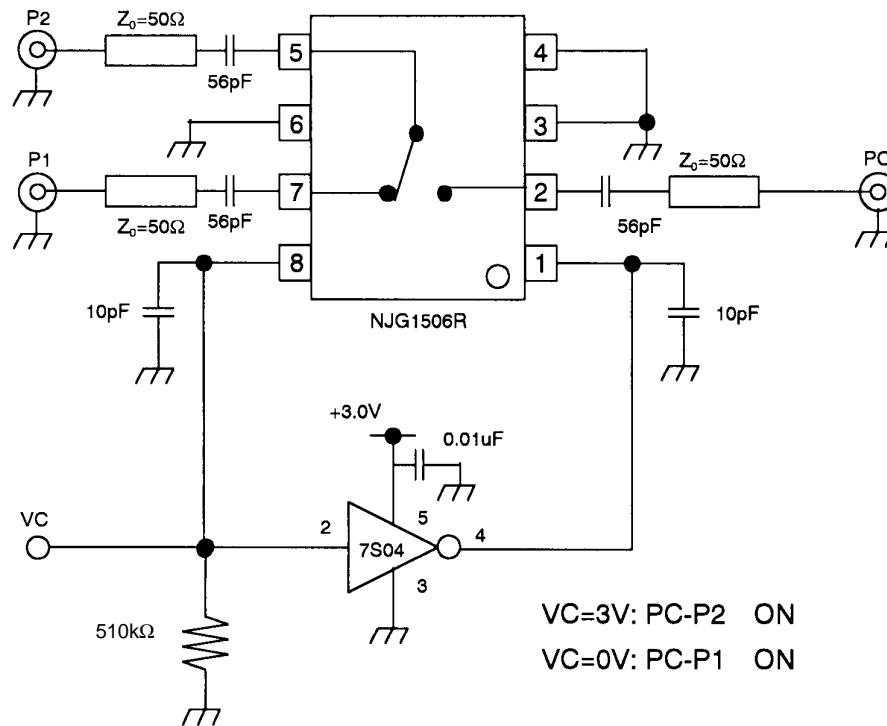 P2
Z₀=50Ω
56pF
5
4
6
3
P1
Z₀=50Ω
56pF
7
2
56pF
Z₀=50Ω
PC
8
1
10pF
10pF
NJG1506R
+3.0V
0.01uF
VC
2
7S04
5
4
3
510kΩ
VC=3V: PC-P2 ON
VC=0V: PC-P1 ON